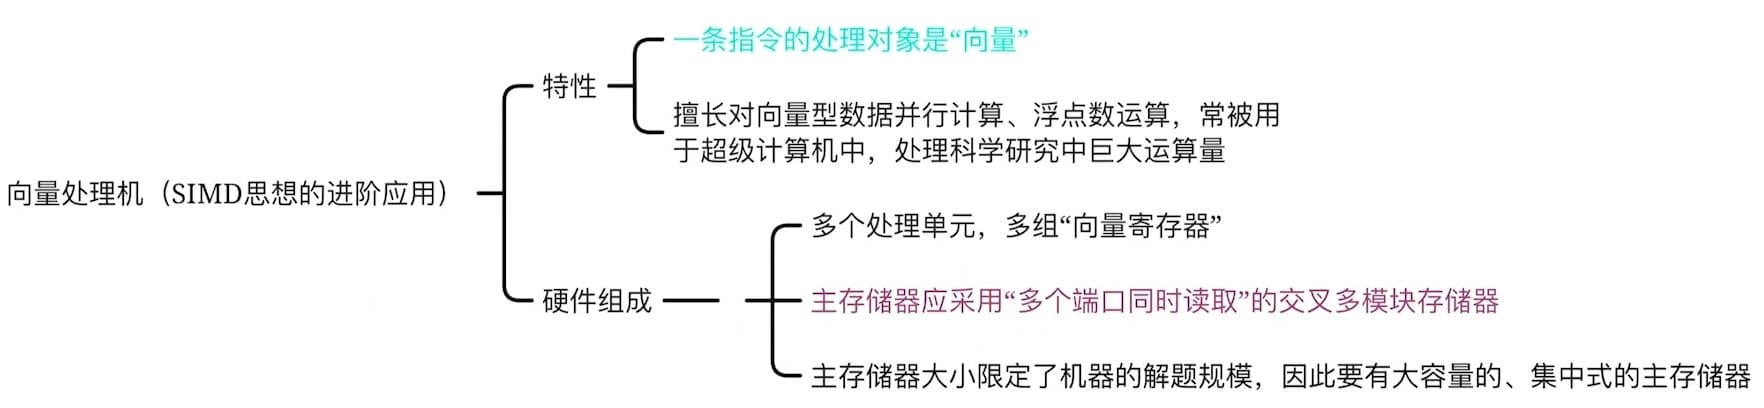 向量处理机（SIMD思想的进阶应用）
特性
一条指令的处理对象是“向量”
擅长对向量型数据并行计算、浮点数运算，常被用
于超级计算机中，处理科学研究中巨大运算量
硬件组成
多个处理单元，多组“向量寄存器”
主存储器应采用“多个端口同时读取”的交叉多模块存储器
主存储器大小限定了机器的解题规模，因此要有大容量的、集中式的主存储器